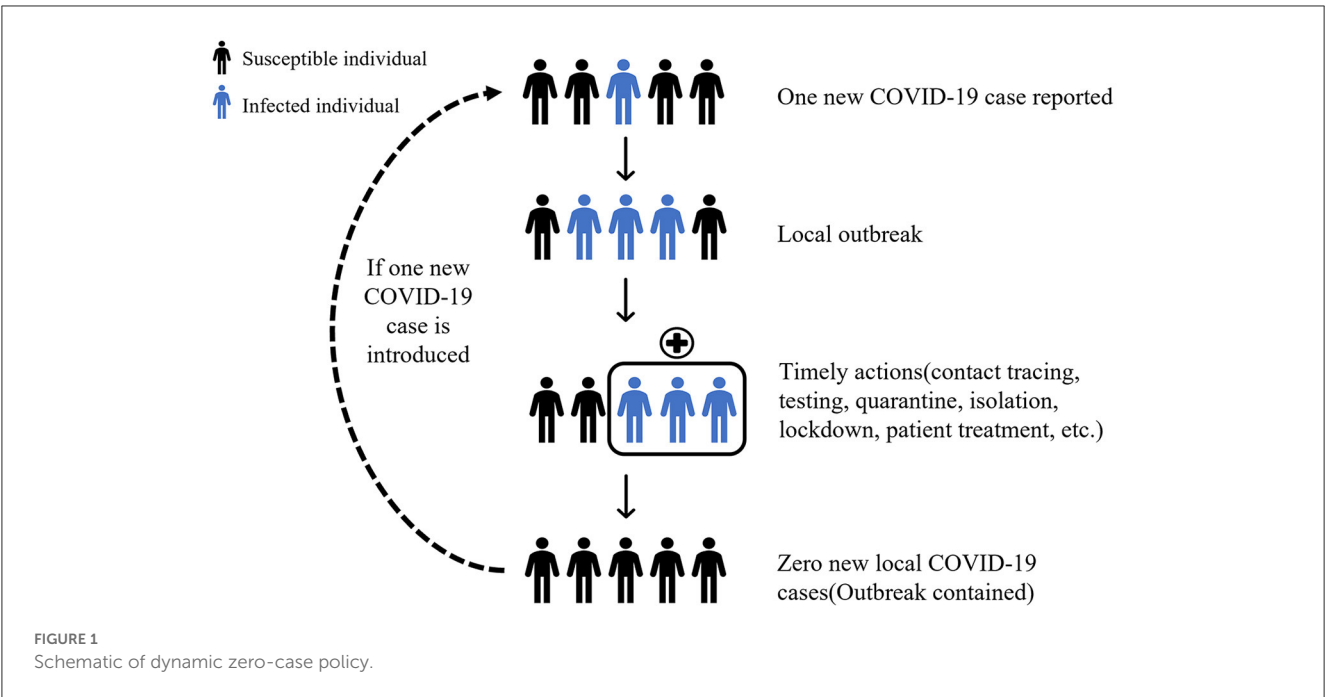 Susceptible individual
Infected individual
One new COVID-19 case reported
Local outbreak
If one new
COVID-19
case is
introduced
Timely actions(contact tracing,
testing, quarantine, isolation,
lockdown, patient treatment, etc.)
Zero new local COVID-19
cases(Outbreak contained)
FIGURE 1
Schematic of dynamic zero-case policy.